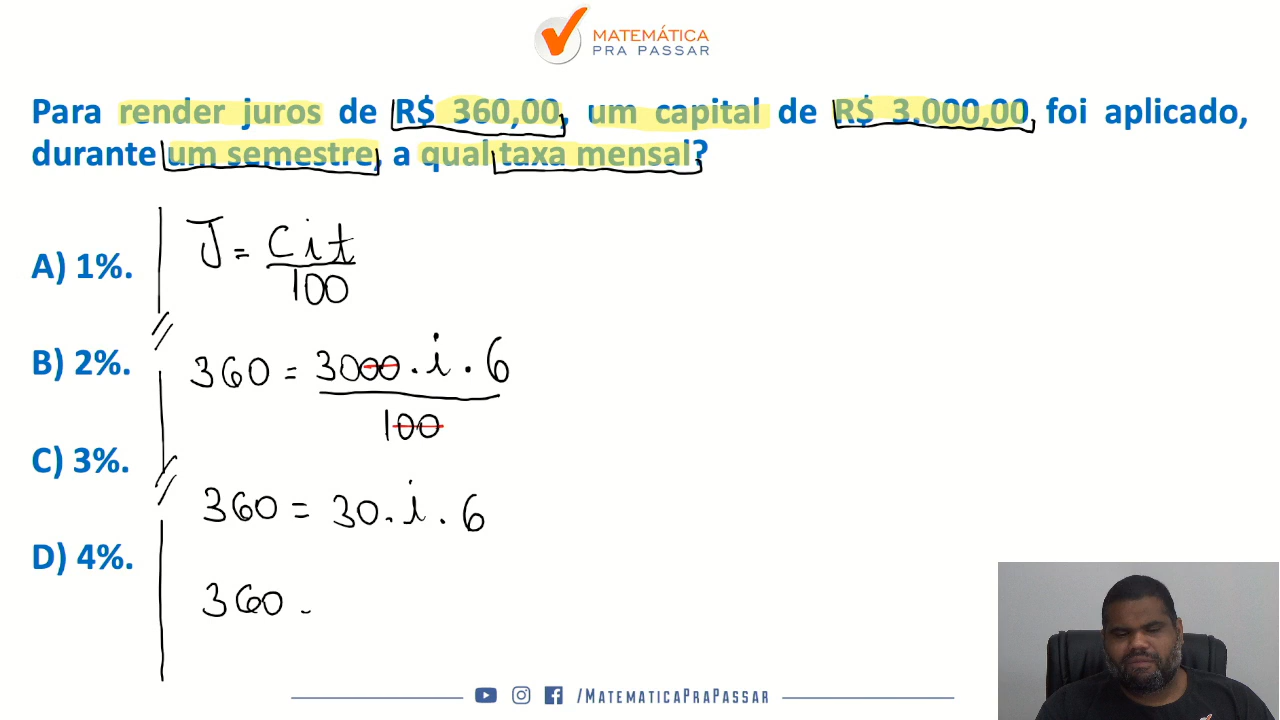 MATEMÁTICA
PRA PASSAR
Para render juros de R$ 360,00, um capital de R$ 3.000,00 foi aplicado,
durante um semestre, a qual taxa mensal?
A) 1%.
B) 2%.
C) 3%.
D) 4%.
J = Cit
100
360 = 3000 . i . 6
100
360 = 30 . i . 6
360 -
/MATEMATICAPRAPASSAR